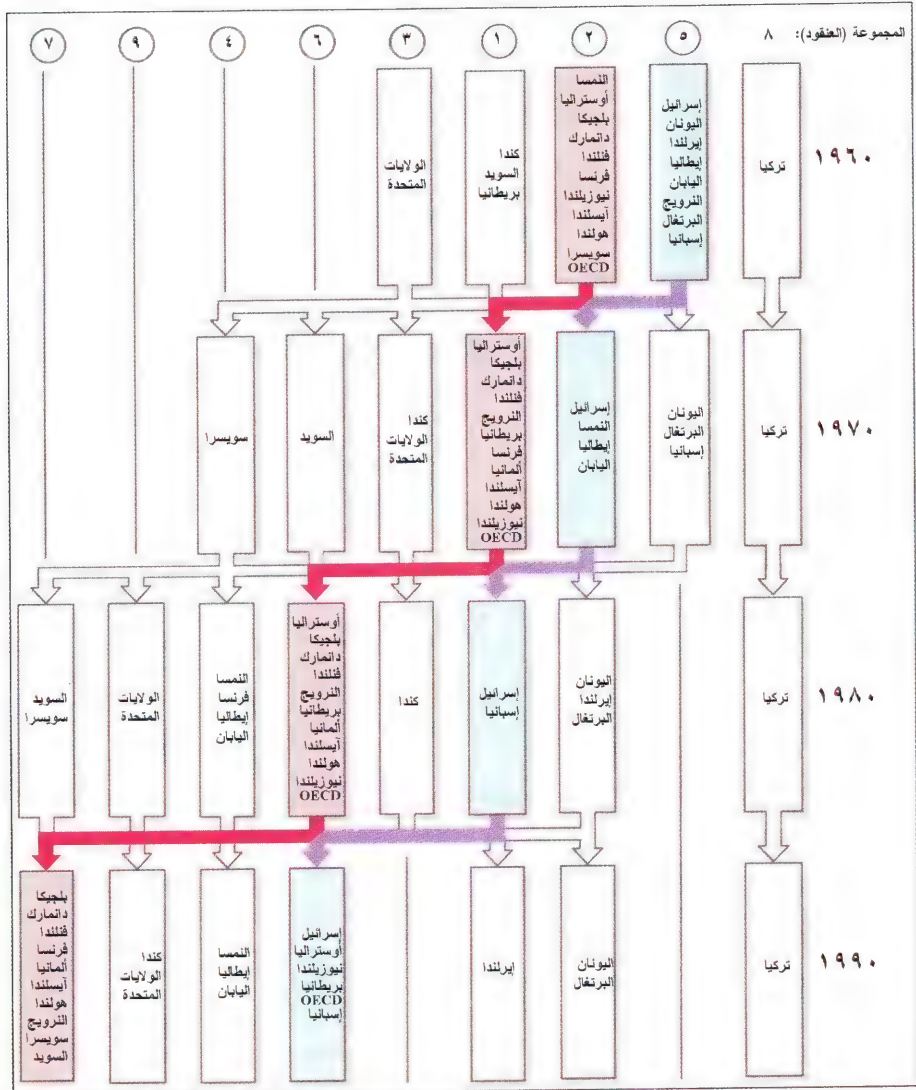 المجموعة (العنقود): ٨ ٥ ٢ ١ ٣ ٦ ٤ ٩ ٧
١٩٦٠
تركيا
إسرائيل
اليونان
إيرلندا
إيطاليا
اليابان
النرويج
البرتغال
إسبانيا
النمسا
أوستراليا
بلجيكا
دانمارك
فنلندا
فرنسا
نيوزيلندا
آيسلندا
هولندا
سويسرا
OECD
كندا
السويد
بريطانيا
الولايات
المتحدة
١٩٧٠
تركيا
اليونان
البرتغال
إسبانيا
إسرائيل
النمسا
إيطاليا
اليابان
أوستراليا
بلجيكا
دانمارك
فنلندا
النرويج
بريطانيا
فرنسا
ألمانيا
آيسلندا
هولندا
نيوزيلندا
OECD
كندا
الولايات
المتحدة
السويد
سويسرا
١٩٨٠
تركيا
اليونان
إيرلندا
البرتغال
إسرائيل
إسبانيا
كندا
أوستراليا
بلجيكا
دانمارك
فنلندا
النرويج
بريطانيا
ألمانيا
آيسلندا
هولندا
نيوزيلندا
OECD
النمسا
فرنسا
إيطاليا
اليابان
الولايات
المتحدة
السويد
سويسرا
١٩٩٠
تركيا
اليونان
البرتغال
إيرلندا
إسرائيل
أوستراليا
نيوزيلندا
بريطانيا
OECD
إسبانيا
النمسا
إيطاليا
اليابان
كندا
الولايات
المتحدة
بلجيكا
دانمارك
فنلندا
فرنسا
ألمانيا
آيسلندا
هولندا
النرويج
سويسرا
السويد